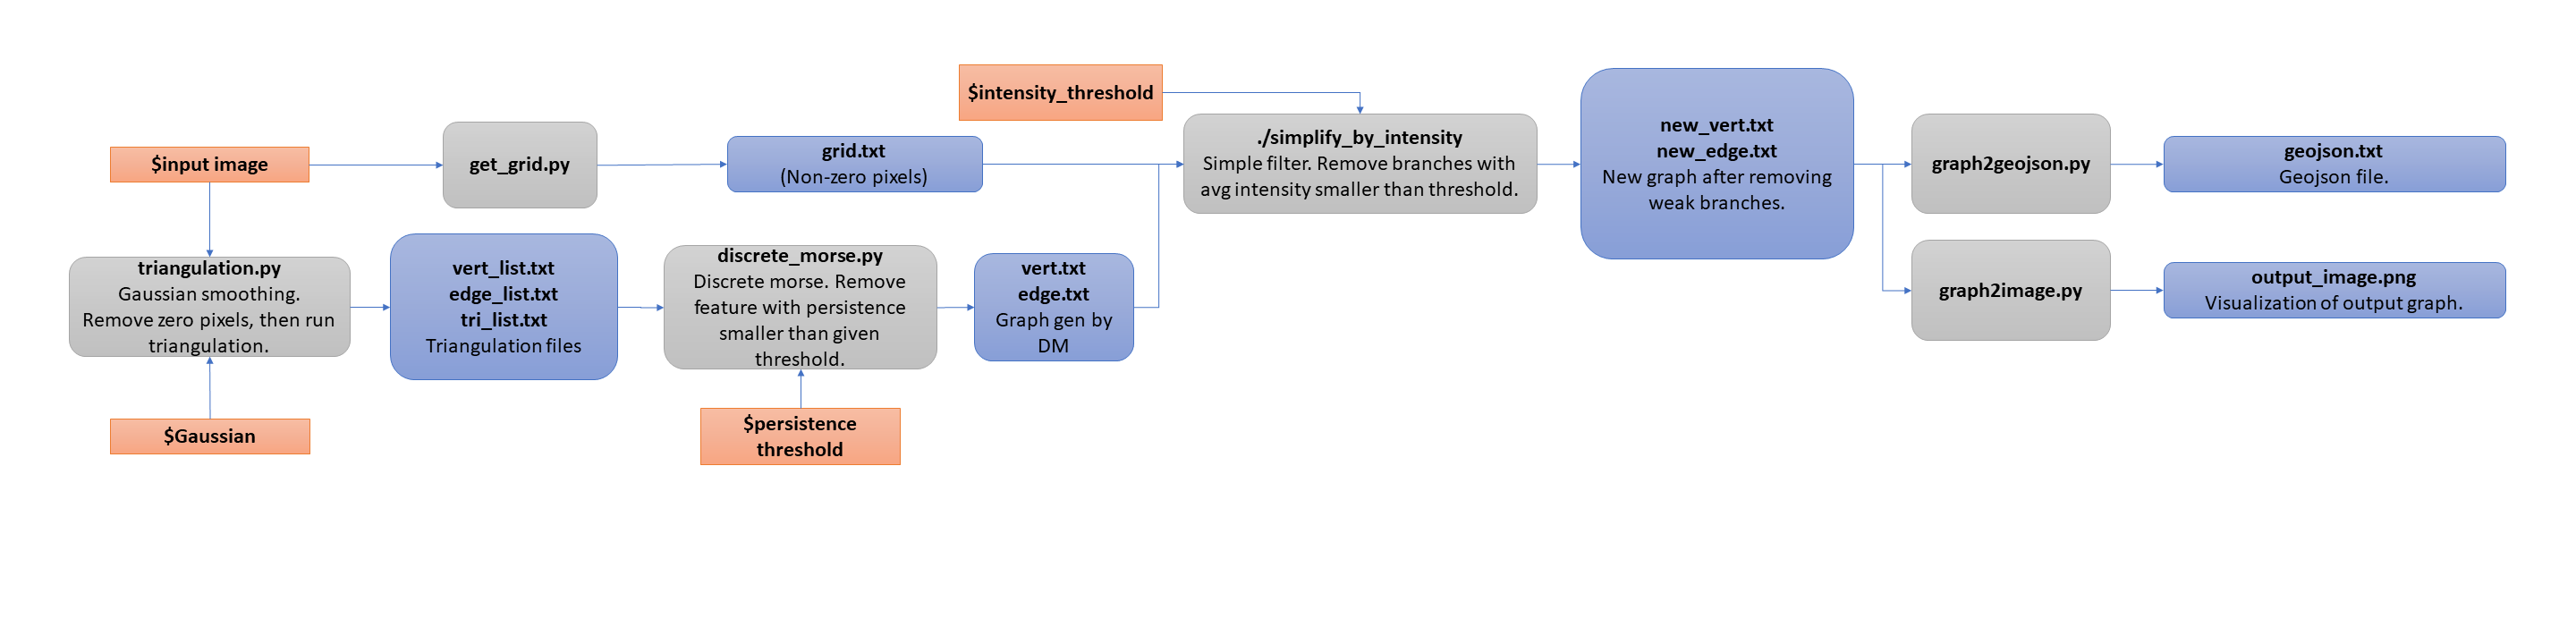 $intensity_threshold
$input image
get_grid.py
grid.txt
(Non-zero pixels)
./simplify_by_intensity
Simple filter. Remove branches with
avg intensity smaller than threshold.
new_vert.txt
new_edge.txt
New graph after removing
weak branches.
graph2geojson.py
geojson.txt
Geojson file.
triangulation.py
Gaussian smoothing.
Remove zero pixels, then run
triangulation.
vert_list.txt
edge_list.txt
tri_list.txt
Triangulation files
discrete_morse.py
Discrete morse. Remove
feature with persistence
smaller than given
threshold.
vert.txt
edge.txt
Graph gen by
DM
graph2image.py
output_image.png
Visualization of output graph.
$Gaussian
$persistence
threshold